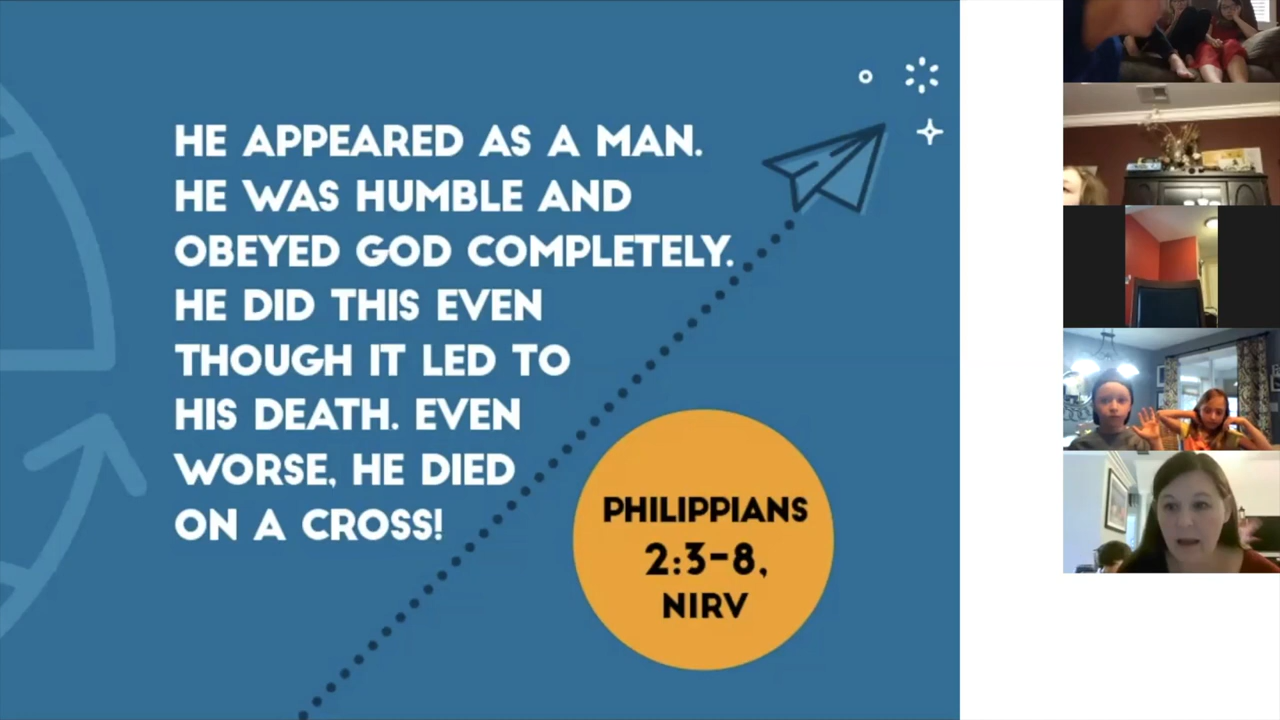 HE APPEARED AS A MAN.
HE WAS HUMBLE AND
OBEYED GOD COMPLETELY.
HE DID THIS EVEN
THOUGH IT LED TO
HIS DEATH. EVEN
WORSE, HE DIED
ON A CROSS!
PHILIPPIANS
2:3-8,
NIRV